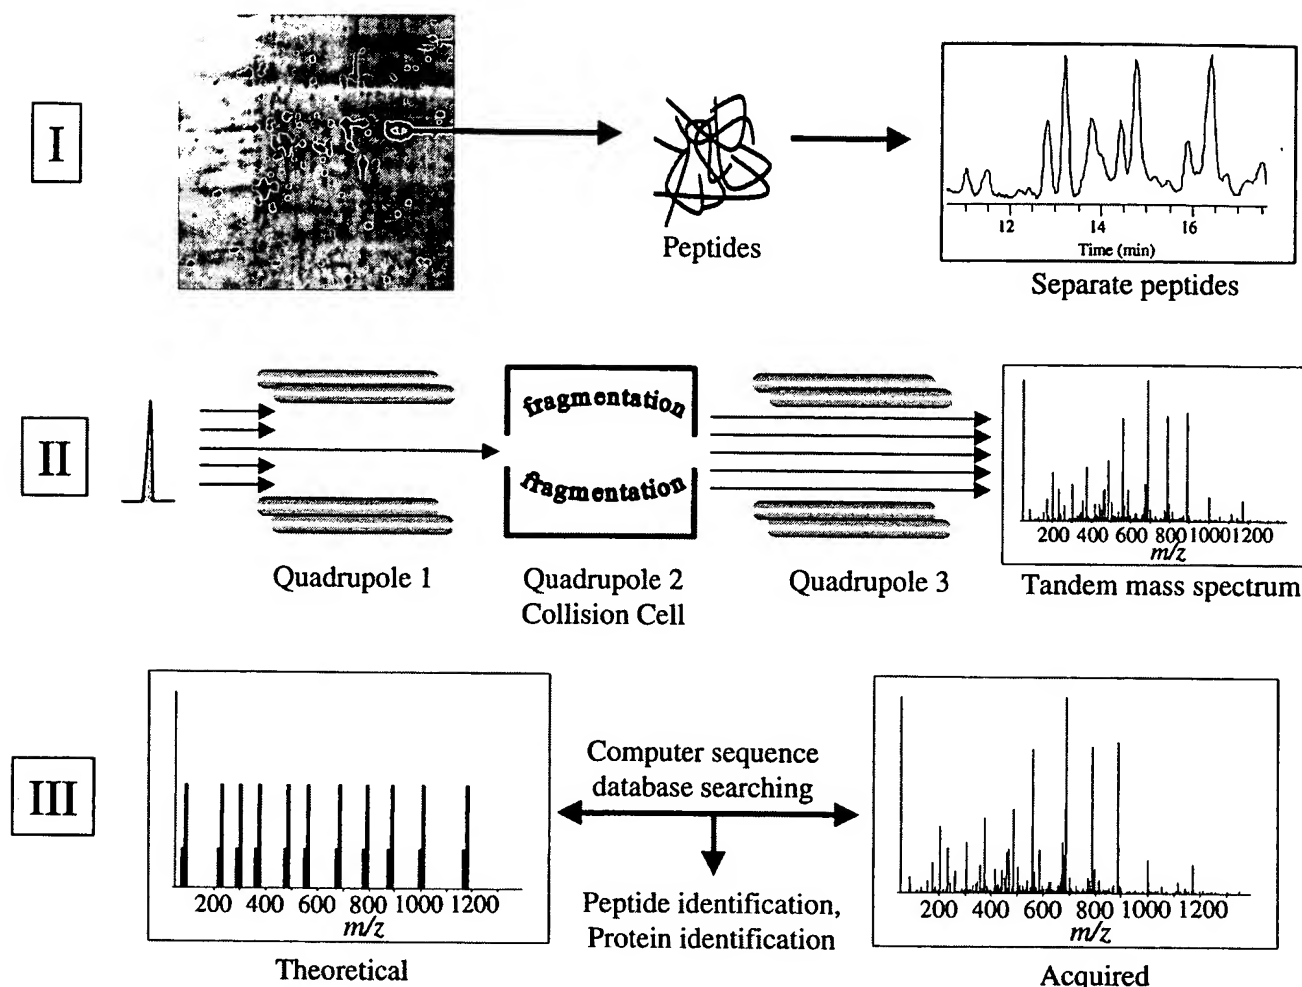 I
Peptides
12 14 16
Time (min)
Separate peptides
II
fragmentation
fragmentation
Quadrupole 1
Quadrupole 2
Collision Cell
Quadrupole 3
200 400 600 800 1000 1200
m/z
Tandem mass spectrum
III
200 400 600 800 1000 1200
m/z
Theoretical
Computer sequence
database searching
Peptide identification,
Protein identification
200 400 600 800 1000 1200
m/z
Acquired